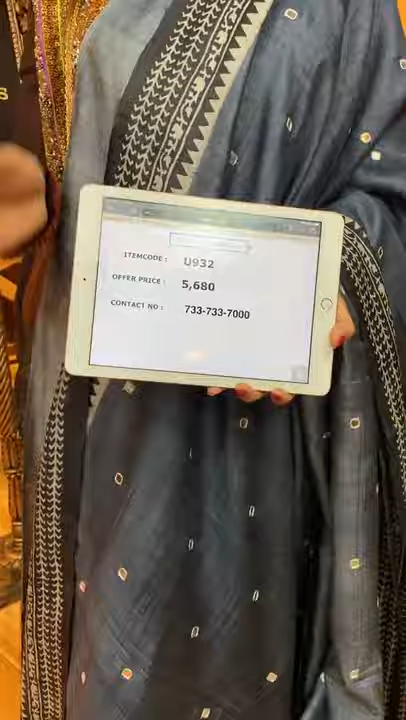 S
ITEMCODE : U932
OFFER PRICE : 5,680
CONTACT NO : 733-733-7000